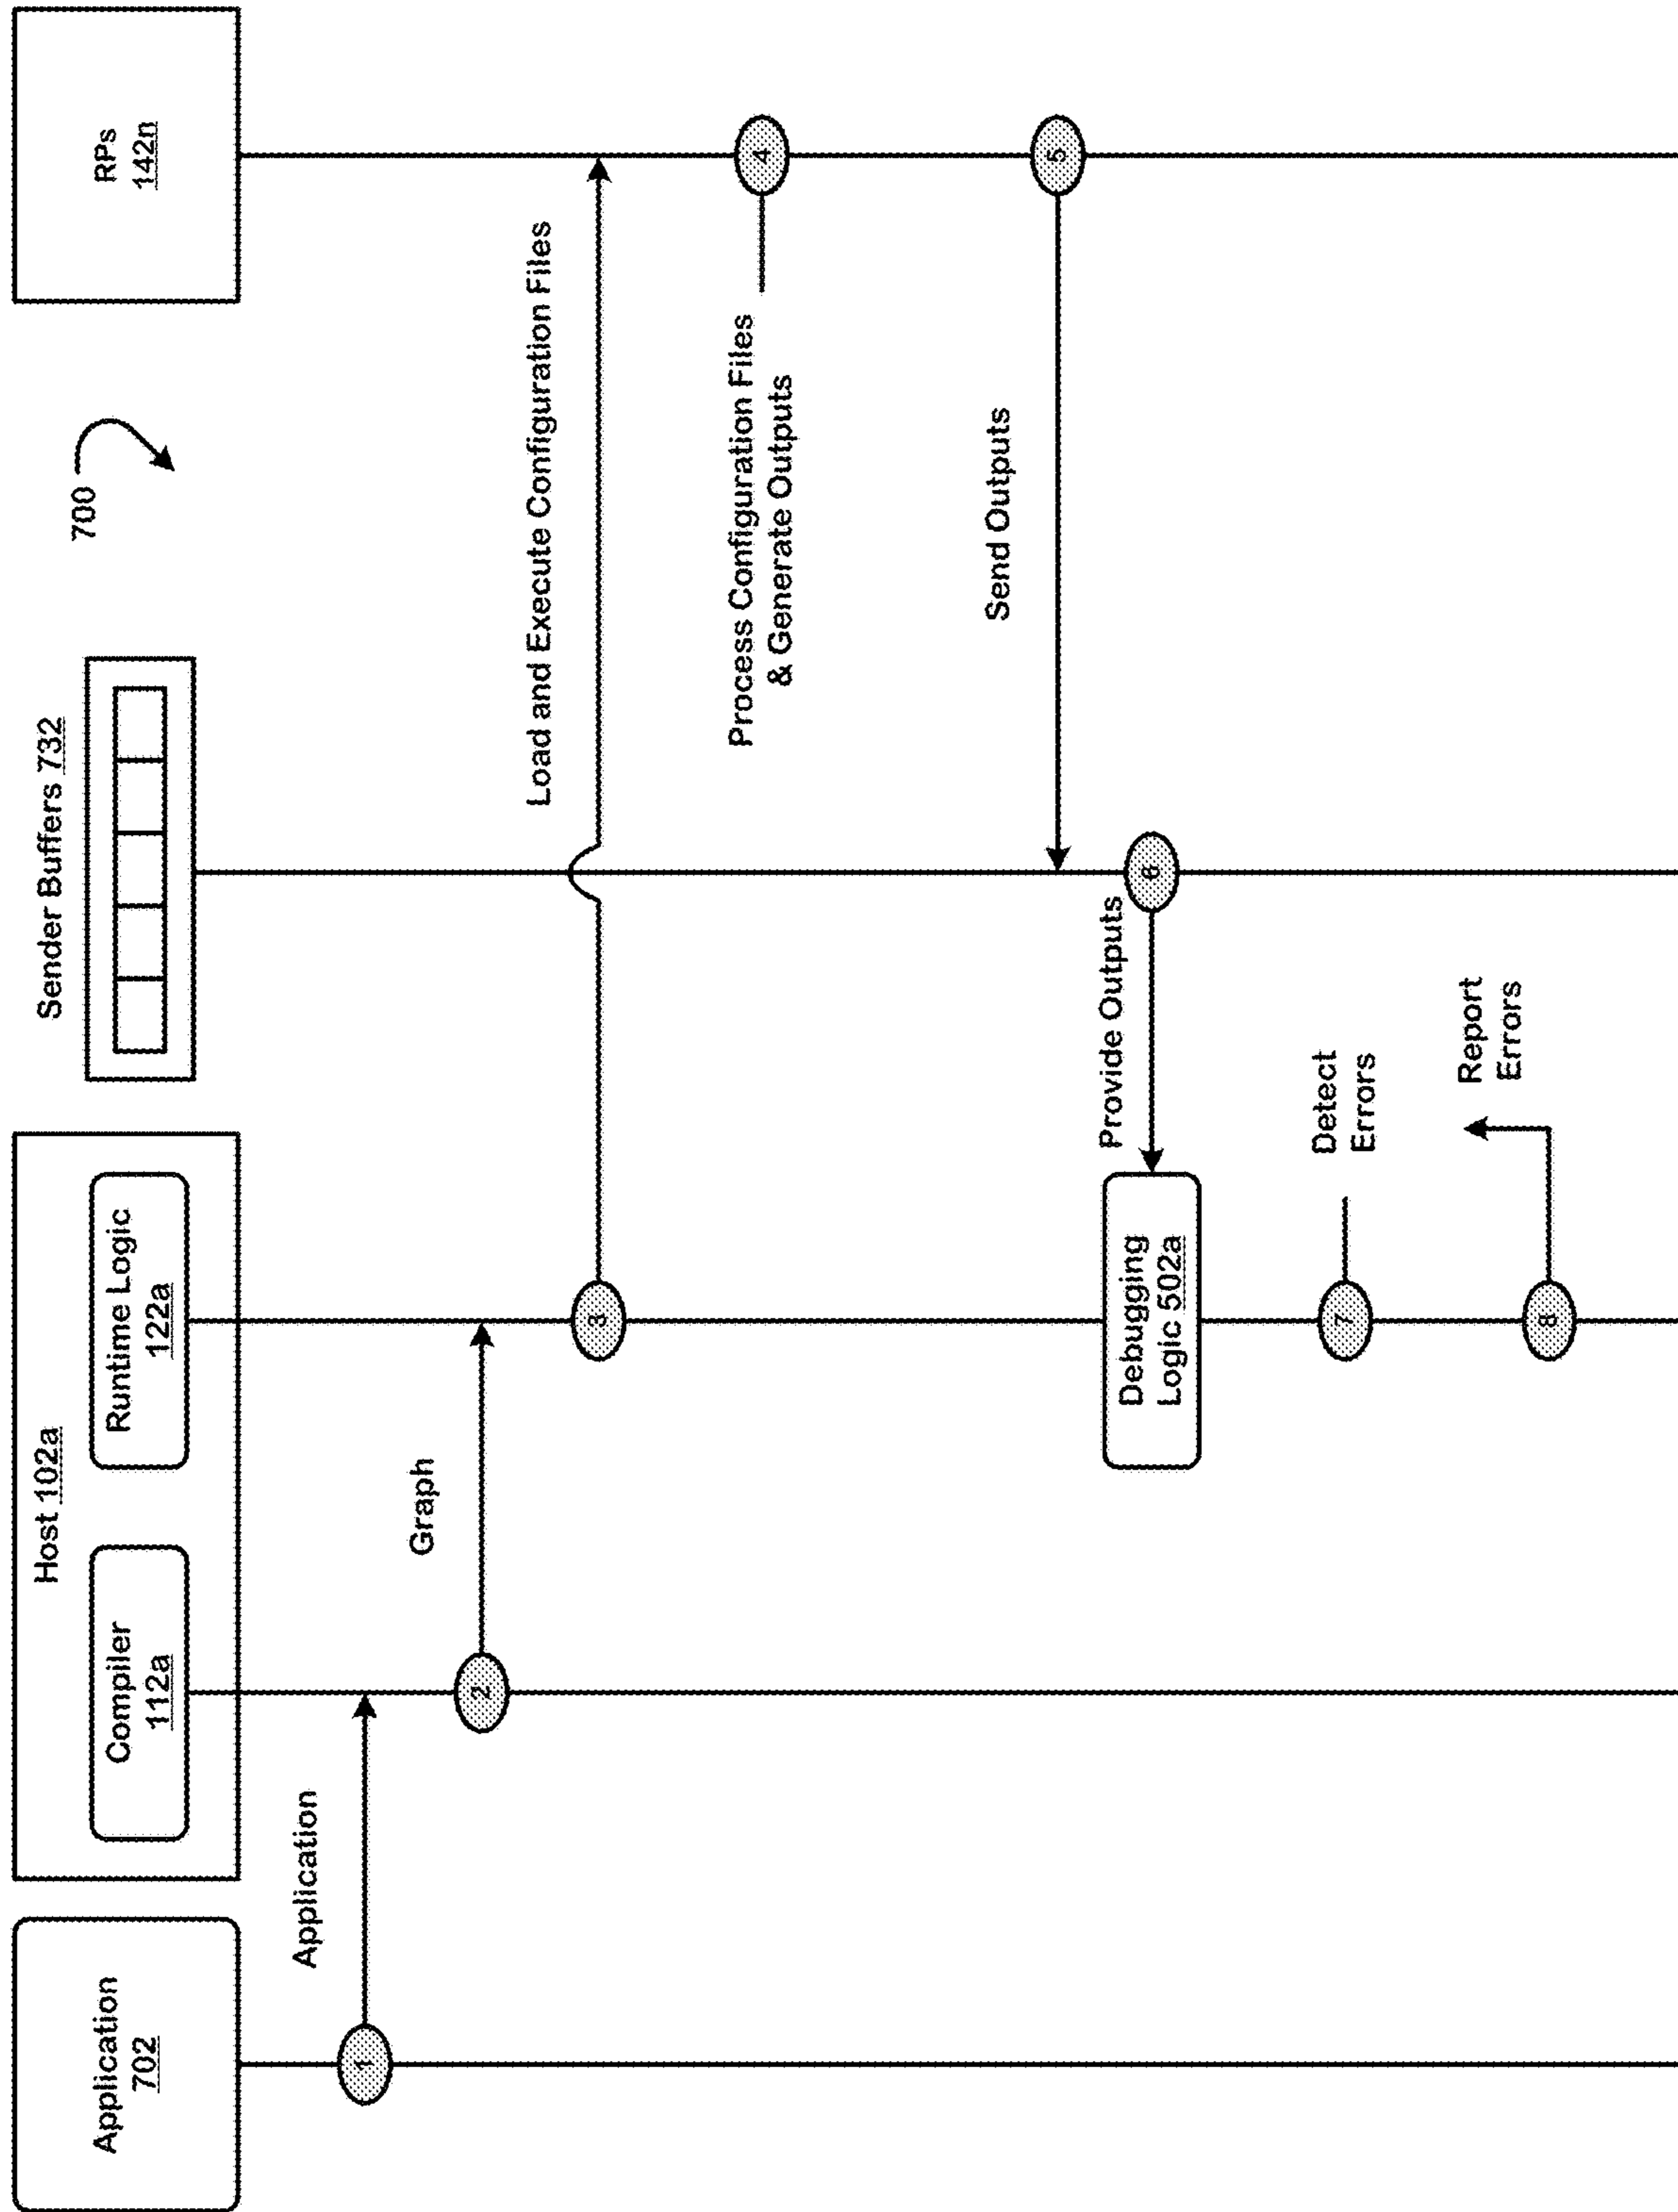 700
Application
702
Host 102a
Compiler
112a
Runtime Logic
122a
Sender Buffers 732
RPs
142n
1
Application
2
Graph
3
Load and Execute Configuration Files
4
Process Configuration Files
& Generate Outputs
5
Send Outputs
6
Provide Outputs
Debugging
Logic 502a
7
Detect
Errors
8
Report
Errors